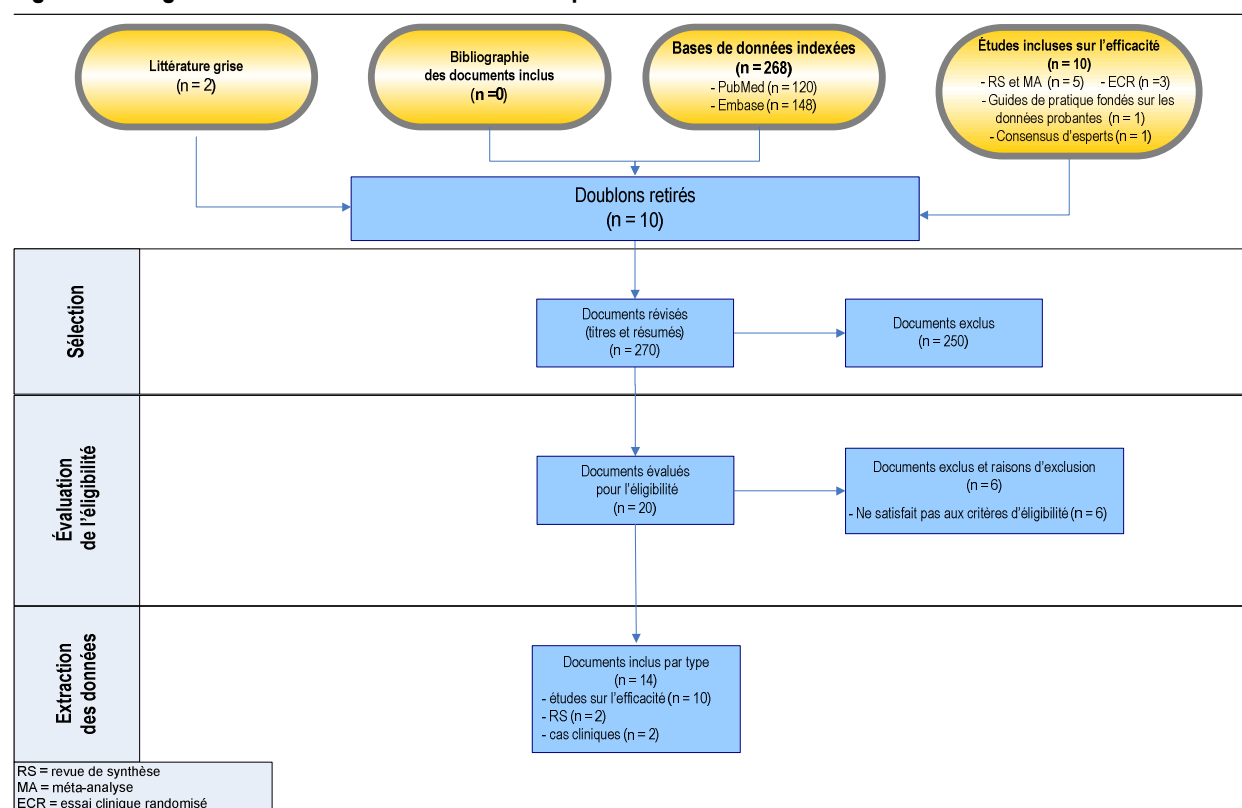 Littérature grise
(n = 2)
Bibliographie
des documents inclus
(n =0)
Bases de données indexées
(n = 268)
- PubMed (n = 120)
- Embase (n = 148)
Études incluses sur l'efficacité
(n = 10)
- RS et MA (n = 5) - ECR (n =3)
- Guides de pratique fondés sur les
données probantes (n = 1)
- Consensus d'esperts (n = 1)
Doublons retirés
(n = 10)
Sélection
Documents révisés
(titres et résumés)
(n = 270)
Documents exclus
(n = 250)
Évaluation
de l'éligibilité
Documents évalués
pour l'éligibilité
(n = 20)
Documents exclus et raisons d'exclusion
(n = 6)
- Ne satisfait pas aux critères d'éligibilité (n = 6)
Extraction
des données
Documents inclus par type
(n = 14)
- études sur l'efficacité (n = 10)
- RS (n = 2)
- cas cliniques (n = 2)
RS = revue de synthèse
MA = méta-analyse
ECR = essai clinique randomisé